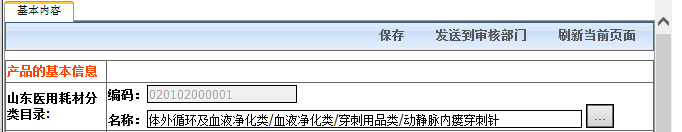 基本内容
保存 发送到审核部门 刷新当前页面
产品的基本信息
山东医用耗材分类目录：
编码：020102000001
名称：体外循环及血液净化类/血液净化类/穿刺用品类/动静脉内瘘穿刺针 ...